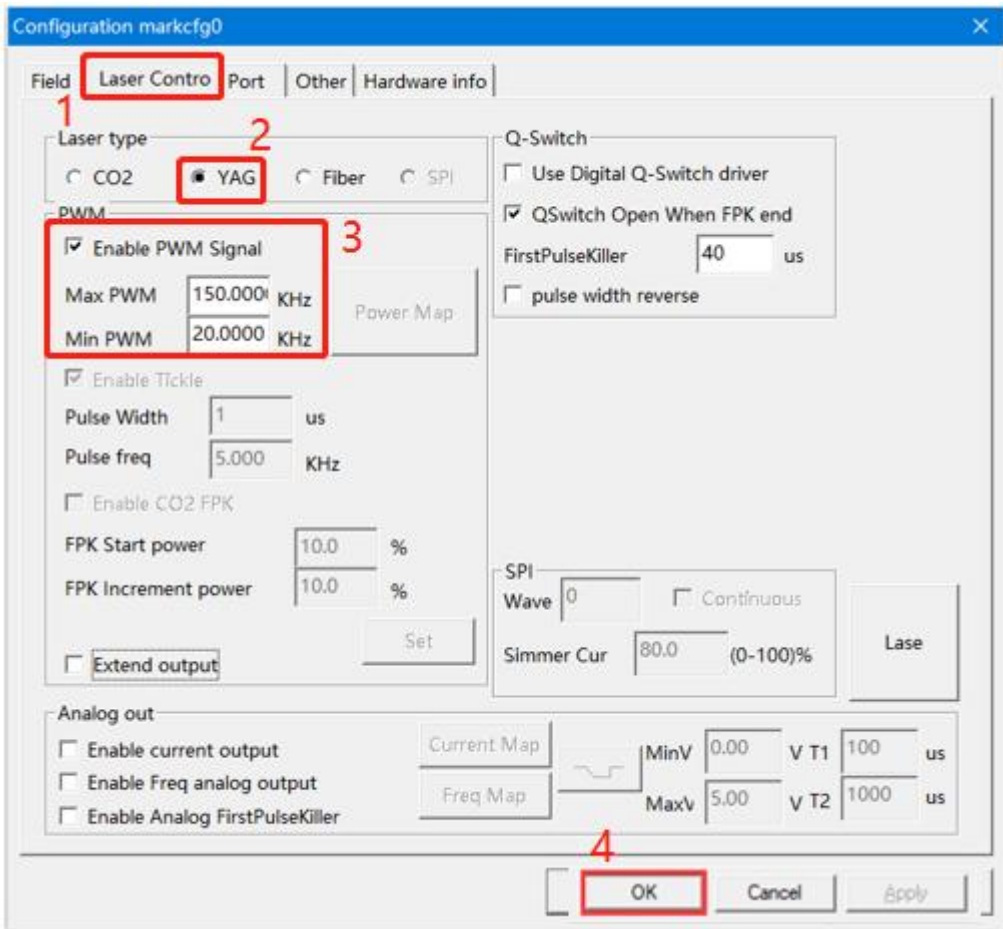 Configuration markcfg0
Field Laser Contro Port Other Hardware info
1
2
Laser type
CO2 YAG Fiber SPI
PWM
3
Enable PWM Signal
Max PWM 150.000 KHz
Min PWM 20.0000 KHz
Power Map
Enable Tickle
Pulse Width 1 us
Pulse freq 5.000 KHz
Enable CO2 FPK
FPK Start power 10.0 %
FPK Increment power 10.0 %
Set
Extend output
Q-Switch
Use Digital Q-Switch driver
QSwitch Open When FPK end
FirstPulseKiller 40 us
pulse width reverse
SPI
Wave 0 Continuous
Simmer Cur 80.0 (0-100)%
Lase
Analog out
Enable current output
Enable Freq analog output
Enable Analog FirstPulseKiller
Current Map
Freq Map
MinV 0.00 V T1 100 us
MaxV 5.00 V T2 1000 us
4
OK Cancel Apply